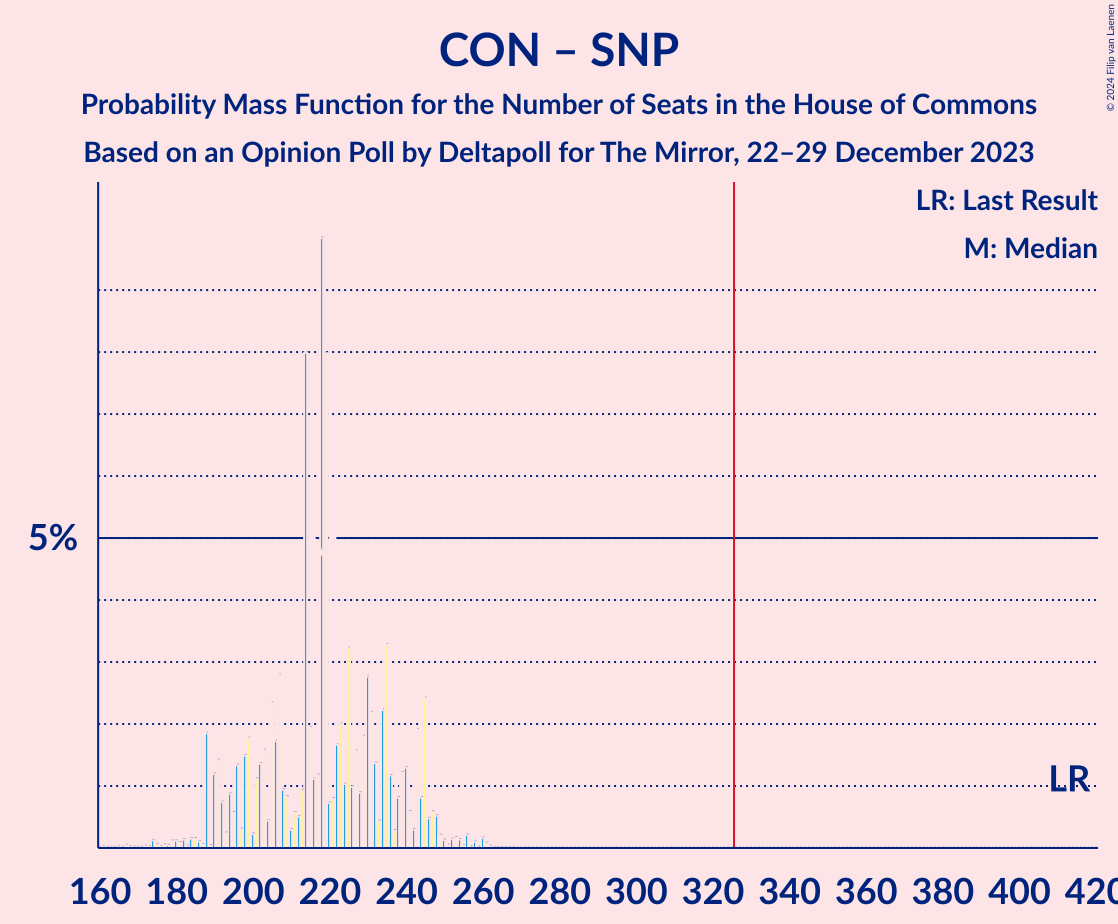 CON – SNP
Probability Mass Function for the Number of Seats in the House of Commons
Based on an Opinion Poll by Deltapoll for The Mirror, 22–29 December 2023
© 2024 Filip van Laenen
LR: Last Result
M: Median
5%
LR
160 180 200 220 240 260 280 300 320 340 360 380 400 420